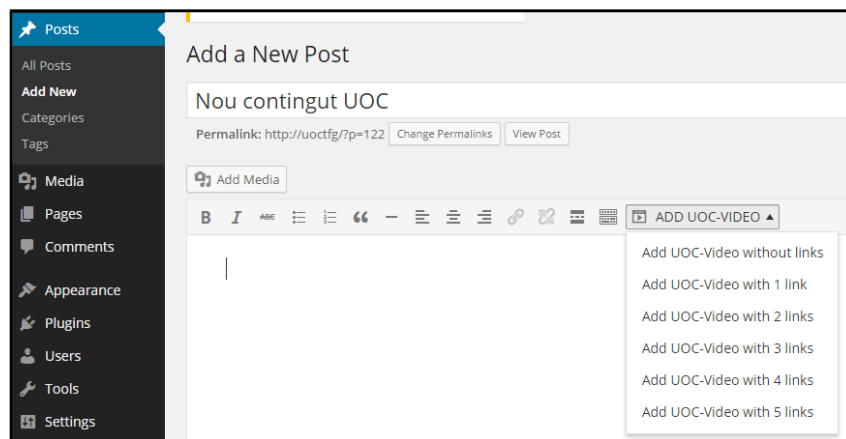 Posts
All Posts
Add New
Categories
Tags
Media
Pages
Comments
Appearance
Plugins
Users
Tools
Settings
Add a New Post
Nou contingut UOC
Permalink: http://uoctfg/?p=122 Change Permalinks View Post
Add Media
B I ABC ADD UOC-VIDEO
Add UOC-Video without links
Add UOC-Video with 1 link
Add UOC-Video with 2 links
Add UOC-Video with 3 links
Add UOC-Video with 4 links
Add UOC-Video with 5 links